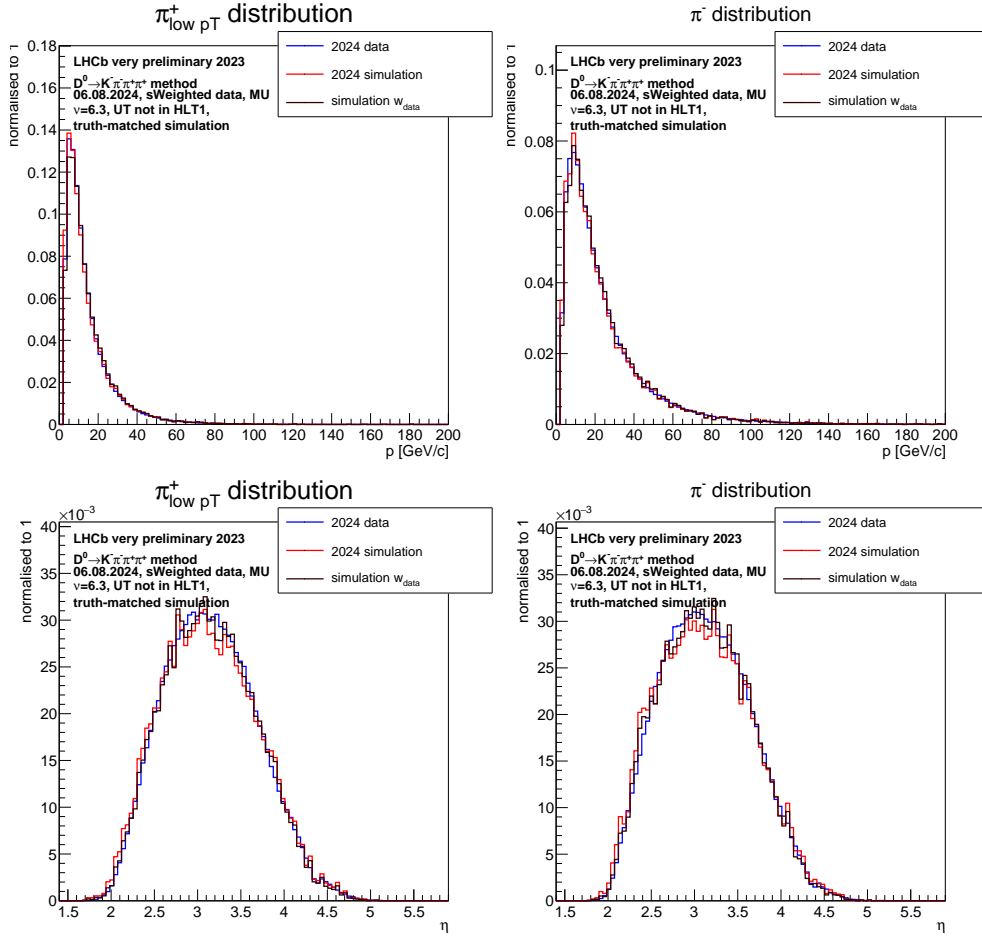 π⁺low pT distribution
normalised to 1
0.18
0.16
0.14
0.12
0.1
0.08
0.06
0.04
0.02
0
LHCb very preliminary 2023
D⁰→K⁻π⁻π⁺π⁺ method
06.08.2024, sWeighted data, MU
ν=6.3, UT not in HLT1,
truth-matched simulation
2024 data
2024 simulation
simulation w_data
0 20 40 60 80 100 120 140 160 180 200
p [GeV/c]
π⁻ distribution
normalised to 1
0.1
0.08
0.06
0.04
0.02
0
LHCb very preliminary 2023
D⁰→K⁻π⁻π⁺π⁺ method
06.08.2024, sWeighted data, MU
ν=6.3, UT not in HLT1,
truth-matched simulation
2024 data
2024 simulation
simulation w_data
0 20 40 60 80 100 120 140 160 180 200
p [GeV/c]
π⁺low pT distribution
×10⁻³
normalised to 1
40
35
30
25
20
15
10
5
0
LHCb very preliminary 2023
D⁰→K⁻π⁻π⁺π⁺ method
06.08.2024, sWeighted data, MU
ν=6.3, UT not in HLT1,
truth-matched simulation
2024 data
2024 simulation
simulation w_data
1.5 2 2.5 3 3.5 4 4.5 5 5.5
η
π⁻ distribution
×10⁻³
normalised to 1
40
35
30
25
20
15
10
5
0
LHCb very preliminary 2023
D⁰→K⁻π⁻π⁺π⁺ method
06.08.2024, sWeighted data, MU
ν=6.3, UT not in HLT1,
truth-matched simulation
2024 data
2024 simulation
simulation w_data
1.5 2 2.5 3 3.5 4 4.5 5 5.5
η